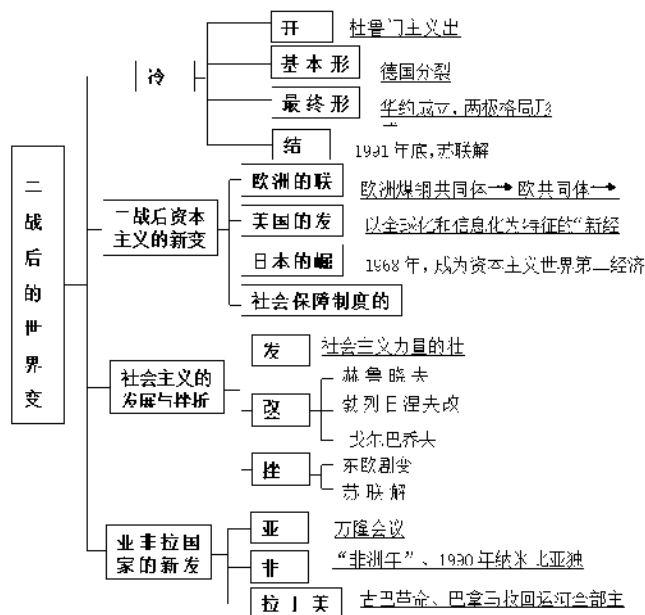 二战后的世界变
冷
开
杜鲁门主义出
基本形
德国分裂
最终形
华约成立，两极格局形
结
1991年底，苏联解
二战后资本
主义的新变
欧洲的联
欧洲煤钢共同体→欧共同体→
美国的发
以全球化和信息化为特征的“新经
日本的崛
1968年，成为资本主义世界第二经济
社会保障制度的
社会主义的
发展与挫折
发
社会主义力量的壮
改
赫鲁晓夫
勃列日涅夫改
戈尔巴乔夫
挫
东欧剧变
苏联解
亚非拉国
家的新发
亚
万隆会议
非
“非洲年”、1990年纳米比亚独
拉丁美
古巴革命、巴拿马收回运河全部主